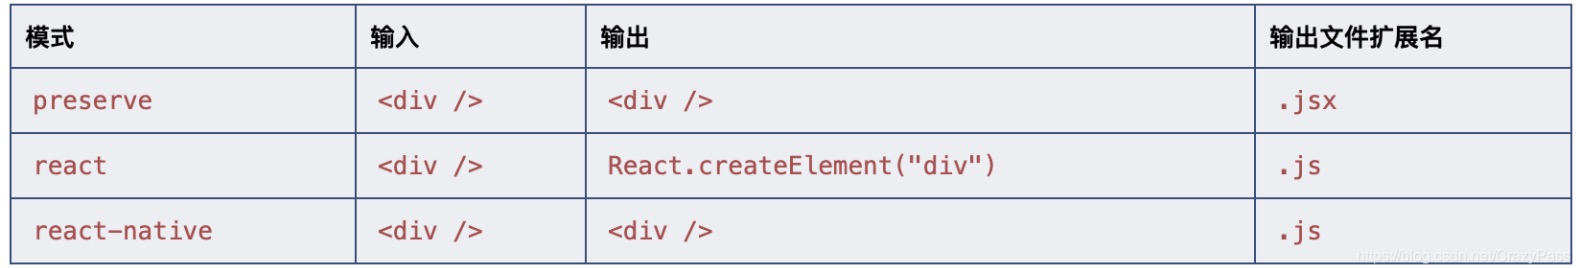 模式 输入 输出 输出文件扩展名
preserve <div /> <div /> .jsx
react <div /> React.createElement("div") .js
react-native <div /> <div /> .js
https://blog.csdn.net/CrazyPass